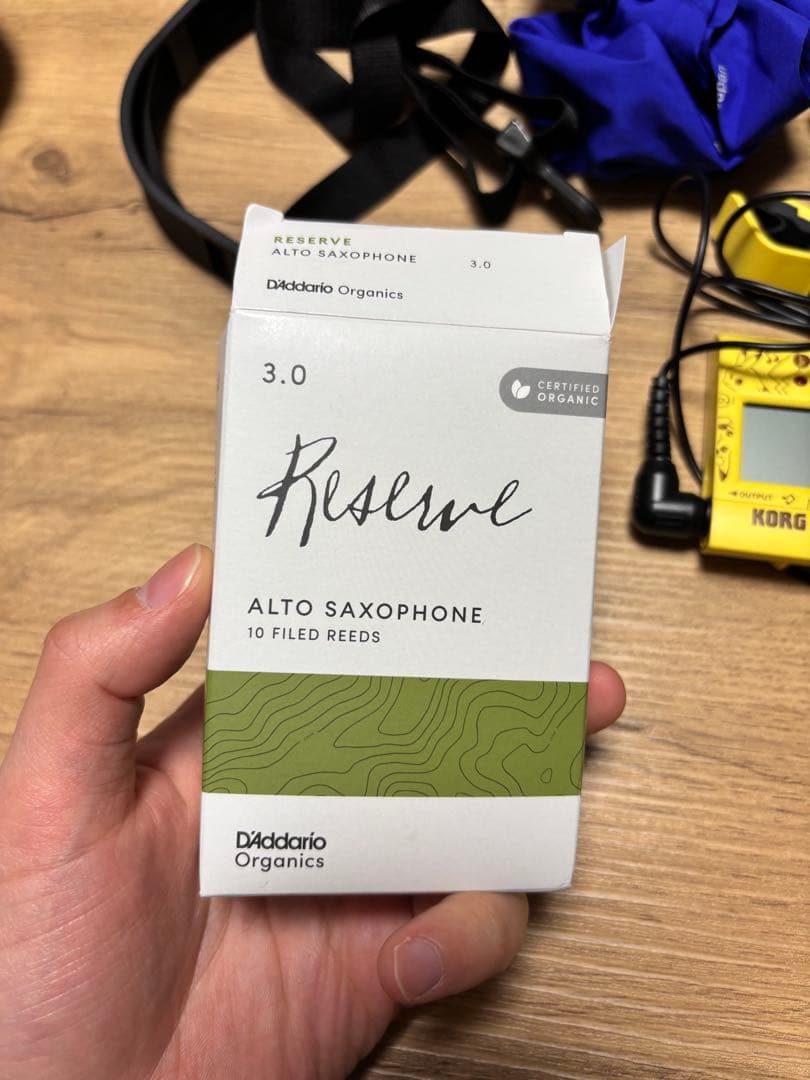 RESERVE
ALTO SAXOPHONE 3.0
D'Addario Organics
3.0
CERTIFIED
ORGANIC
Reserve
ALTO SAXOPHONE
10 FILED REEDS
D'Addario
Organics
OUTPUT
KORG